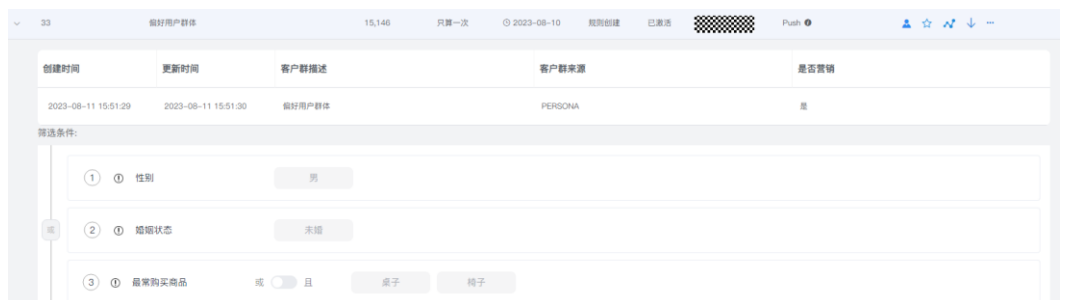 33 偏好用户群体 15,146 只算一次 2023-08-10 规则创建 已激活 Push
创建时间 更新时间 客户群描述 客户群来源 是否营销
2023-08-11 15:51:29 2023-08-11 15:51:30 偏好用户群体 PERSONA 是
筛选条件:
1 性别 男
或 2 婚姻状态 未婚
3 最常购买商品 或 且 桌子 椅子